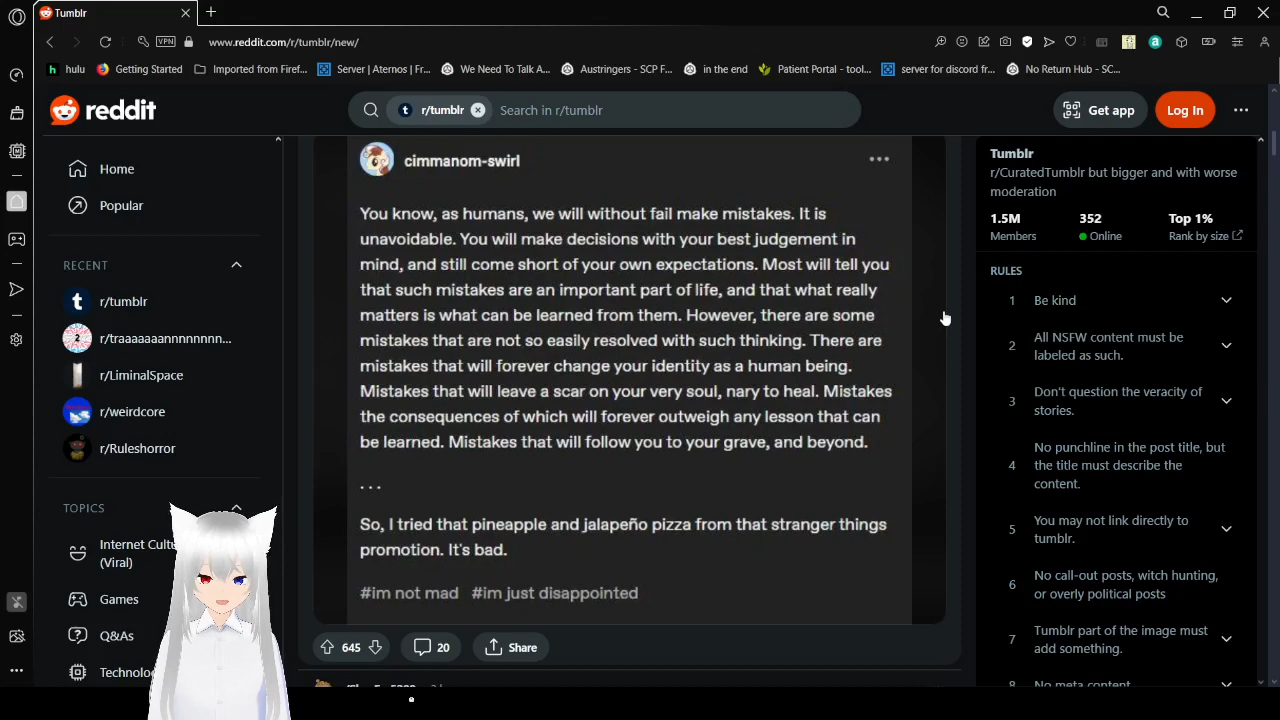 Tumblr
www.reddit.com/r/tumblr/new/
VPN
hulu
Getting Started
Imported from Firef...
Server | Aternos | Fr...
We Need To Talk A...
Austringers - SCP F...
in the end
Patient Portal - tool...
server for discord fr...
No Return Hub - SC...
reddit
r/tumblr
Search in r/tumblr
Get app
Log In
Home
Popular
RECENT
r/tumblr
r/traaaaaaannnnnnnn...
r/LiminalSpace
r/weirdcore
r/Ruleshorror
TOPICS
Internet Cultu
(Viral)
Games
Q&As
Technolo
cimmanom-swirl
You know, as humans, we will without fail make mistakes. It is
unavoidable. You will make decisions with your best judgement in
mind, and still come short of your own expectations. Most will tell you
that such mistakes are an important part of life, and that what really
matters is what can be learned from them. However, there are some
mistakes that are not so easily resolved with such thinking. There are
mistakes that will forever change your identity as a human being.
Mistakes that will leave a scar on your very soul, nary to heal. Mistakes
the consequences of which will forever outweigh any lesson that can
be learned. Mistakes that will follow you to your grave, and beyond.
...
So, I tried that pineapple and jalapeño pizza from that stranger things
promotion. It's bad.
#im not mad #im just disappointed
645
20
Share
Tumblr
r/CuratedTumblr but bigger and with worse
moderation
1.5M 352 Top 1%
Members Online Rank by size
RULES
1 Be kind
2 All NSFW content must be
labeled as such.
3 Don't question the veracity of
stories.
4 No punchline in the post title, but
the title must describe the
content.
5 You may not link directly to
tumblr.
6 No call-out posts, witch hunting,
or overly political posts
7 Tumblr part of the image must
add something.
8 No meta content